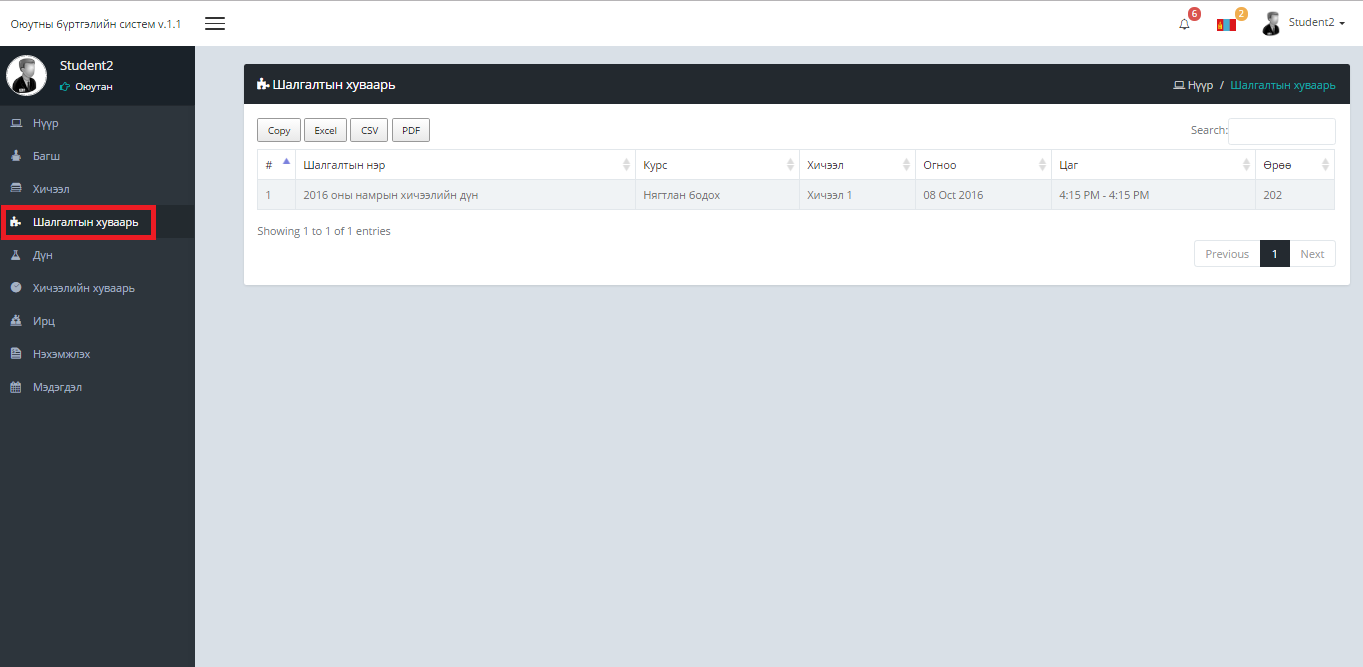 Оюутны бүртгэлийн систем v.1.1
6
2
Student2
Student2
Оюутан
Нүүр
Багш
Хичээл
Шалгалтын хуваарь
Дүн
Хичээлийн хуваарь
Ирц
Нэхэмжлэх
Мэдэгдэл
Шалгалтын хуваарь
Нүүр / Шалгалтын хуваарь
Copy Excel CSV PDF
Search:
# Шалгалтын нэр Курс Хичээл Огноо Цаг Өрөө
1 2016 оны намрын хичээлийн дүн Нягтлан бодох Хичээл 1 08 Oct 2016 4:15 PM - 4:15 PM 202
Showing 1 to 1 of 1 entries
Previous 1 Next